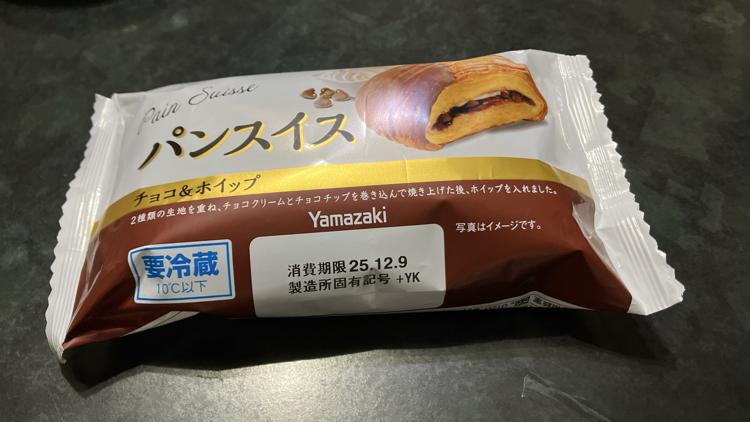 Pain Suisse
パンスイス
チョコ&ホイップ
2種類の生地を重ね、チョコクリームとチョコチップを巻き込んで焼き上げた後、ホイップを入れました。
Yamazaki
写真はイメージです。
要冷蔵
10℃以下
消費期限 25.12.9
製造所固有記号 +YK